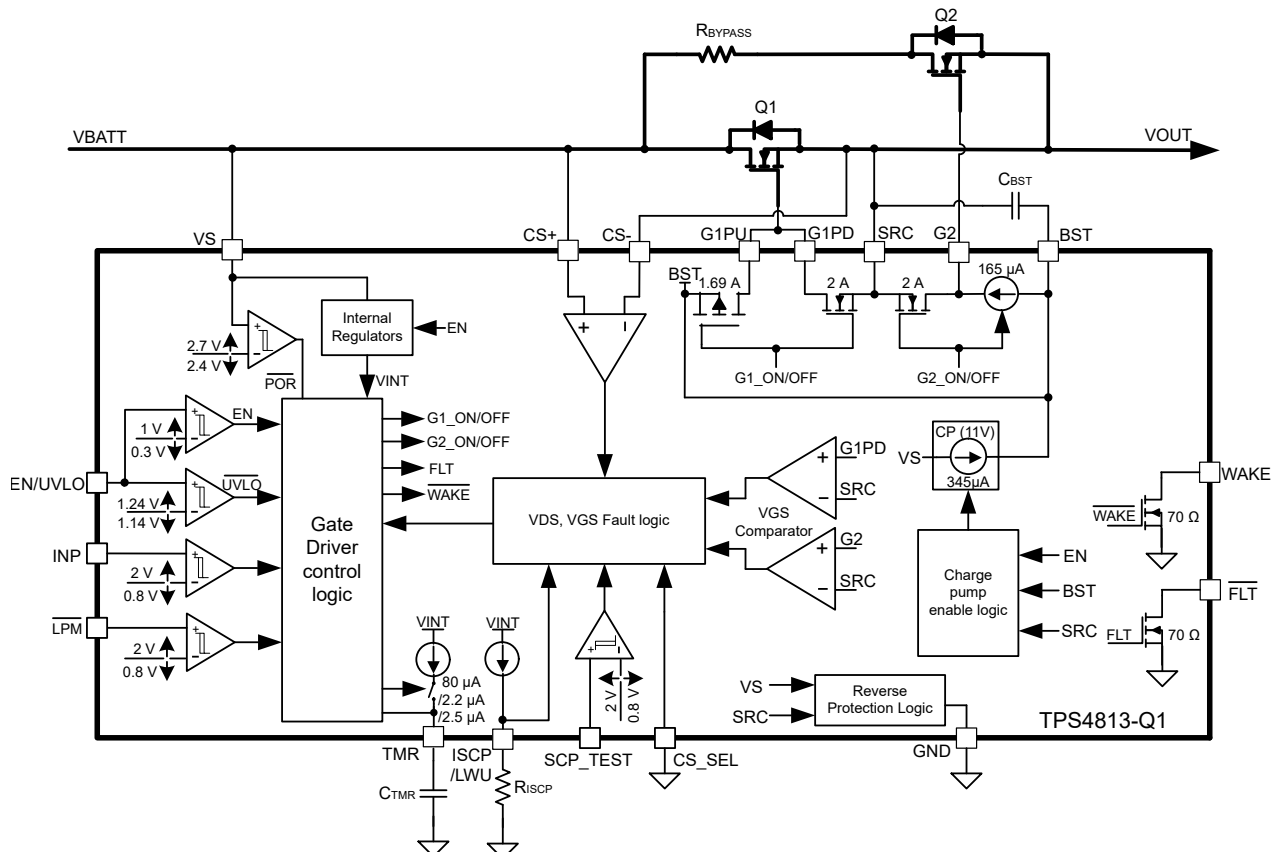 Q2
RBYPASS
Q1
VBATT
VOUT
CBST
VS
CS+
CS-
G1PU
G1PD
SRC
G2
BST
BST
1.69 A
2 A
2 A
165 µA
Internal
Regulators
EN
2.7 V
2.4 V
+
-
POR
VINT
+
-
G1_ON/OFF
G2_ON/OFF
EN
1 V
0.3 V
+
-
G1_ON/OFF
G2_ON/OFF
FLT
WAKE
CP (11V)
VS
345µA
G1PD
SRC
+
-
EN/UVLO
UVLO
1.24 V
1.14 V
+
-
WAKE
WAKE
70 Ω
Gate
Driver
control
logic
VDS, VGS Fault logic
VGS
Comparator
G2
SRC
+
-
INP
2 V
0.8 V
+
-
Charge
pump
enable logic
EN
BST
SRC
FLT
FLT
70 Ω
LPM
2 V
0.8 V
+
-
VINT
VINT
80 µA
/2.2 µA
/2.5 µA
+
-
2 V
0.8 V
VS
SRC
Reverse
Protection Logic
TPS4813-Q1
TMR
ISCP
/LWU
SCP_TEST
CS_SEL
GND
CTMR
RISCP